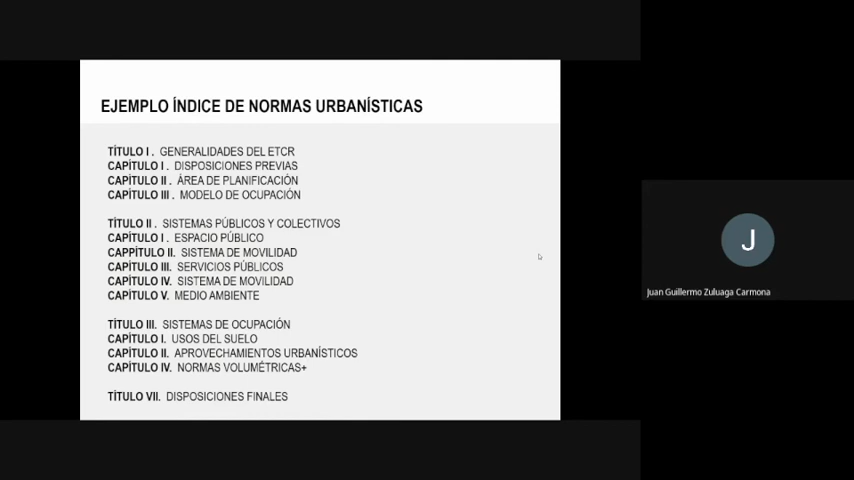 EJEMPLO ÍNDICE DE NORMAS URBANÍSTICAS
TÍTULO I . GENERALIDADES DEL ETCR
CAPÍTULO I . DISPOSICIONES PREVIAS
CAPÍTULO II . ÁREA DE PLANIFICACIÓN
CAPÍTULO III . MODELO DE OCUPACIÓN
TÍTULO II . SISTEMAS PÚBLICOS Y COLECTIVOS
CAPÍTULO I . ESPACIO PÚBLICO
CAPPÍTULO II. SISTEMA DE MOVILIDAD
CAPÍTULO III. SERVICIOS PÚBLICOS
CAPÍTULO IV. SISTEMA DE MOVILIDAD
CAPÍTULO V. MEDIO AMBIENTE
TÍTULO III. SISTEMAS DE OCUPACIÓN
CAPÍTULO I. USOS DEL SUELO
CAPÍTULO II. APROVECHAMIENTOS URBANÍSTICOS
CAPÍTULO IV. NORMAS VOLUMÉTRICAS+
TÍTULO VII. DISPOSICIONES FINALES
J
Juan Guillermo Zuluaga Carmona